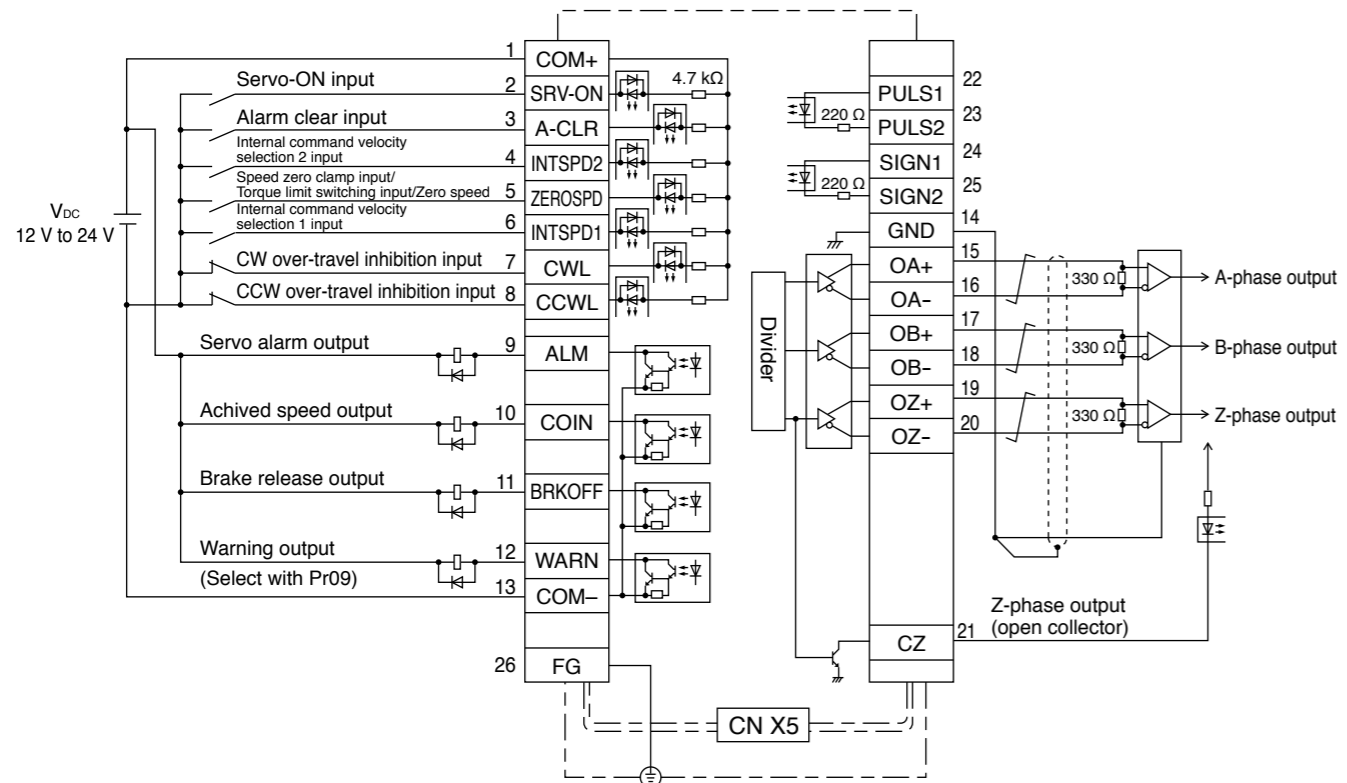 1
COM+
Servo-ON input
2
SRV-ON
4.7 kΩ
Alarm clear input
3
A-CLR
Internal command velocity
selection 2 input
4
INTSPD2
Speed zero clamp input/
Torque limit switching input/Zero speed
5
ZEROSPD
Internal command velocity
selection 1 input
6
INTSPD1
VDC
12 V to 24 V
CW over-travel inhibition input
7
CWL
CCW over-travel inhibition input
8
CCWL
Servo alarm output
9
ALM
Achived speed output
10
COIN
Brake release output
11
BRKOFF
Warning output
(Select with Pr09)
12
WARN
13
COM–
26
FG
CN X5
22
PULS1
220 Ω
23
PULS2
24
SIGN1
220 Ω
25
SIGN2
14
GND
15
OA+
16
OA–
330 Ω
A-phase output
17
OB+
18
OB–
330 Ω
B-phase output
19
OZ+
20
OZ–
330 Ω
Z-phase output
Divider
Z-phase output
(open collector)
21
CZ